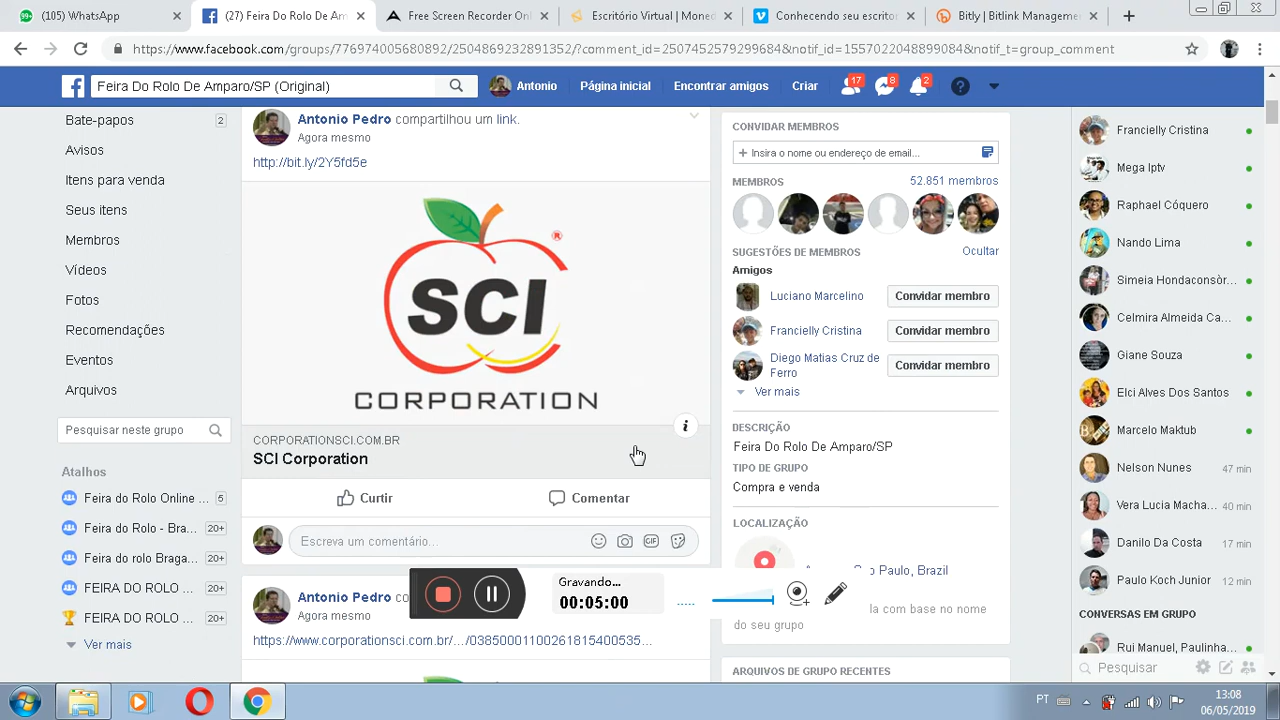 (105) WhatsApp
(27) Feira Do Rolo De Am
Free Screen Recorder Onl
Escritório Virtual | Moned
Conhecendo seu escritor
Bitly | Bitlink Manageme
https://www.facebook.com/groups/776974005680892/2504869232891352/?comment_id=2507452579299684&notif_id=1557022048899084&notif_t=group_comment
Feira Do Rolo De Amparo/SP (Original)
Antonio
Página inicial
Encontrar amigos
Criar
17
8
2
Bate-papos
2
Avisos
Itens para venda
Seus itens
Membros
Vídeos
Fotos
Recomendações
Eventos
Arquivos
Pesquisar neste grupo
Atalhos
Feira do Rolo Online ...
5
Feira do Rolo - Bra...
20+
Feira do rolo Braga...
20+
FEIRA DO ROLO ...
20+
FEIRA DO ROLO ...
20+
Ver mais
Antonio Pedro compartilhou um link.
Agora mesmo
http://bit.ly/2Y5fd5e
SCI
®
CORPORATION
CORPORATIONSCI.COM.BR
SCI Corporation
Curtir
Comentar
Escreva um comentário...
GIF
Antonio Pedro co
Agora mesmo
https://www.corporationsci.com.br/.../03850001100261815400535...
Gravando...
00:05:00
CONVIDAR MEMBROS
+ Insira o nome ou endereço de email...
MEMBROS
52.851 membros
SUGESTÕES DE MEMBROS
Ocultar
Amigos
Luciano Marcelino
Convidar membro
Francielly Cristina
Convidar membro
Diego Matias Cruz de
Ferro
Convidar membro
Ver mais
DESCRIÇÃO
Feira Do Rolo De Amparo/SP
TIPO DE GRUPO
Compra e venda
LOCALIZAÇÃO
Paulo, Brazil
la com base no nome
do seu grupo
ARQUIVOS DE GRUPO RECENTES
Francielly Cristina
Mega Iptv
Raphael Cóquero
Nando Lima
Simeia Hondaconsòr...
Celmira Almeida Ca...
Giane Souza
Elci Alves Dos Santos
Marcelo Maktub
Nelson Nunes
47 min
Vera Lucia Macha...
40 min
Danilo Da Costa
Paulo Koch Junior
12 min
CONVERSAS EM GRUPO
Rui Manuel, Paulinha...
Pesquisar
PT
13:08
06/05/2019